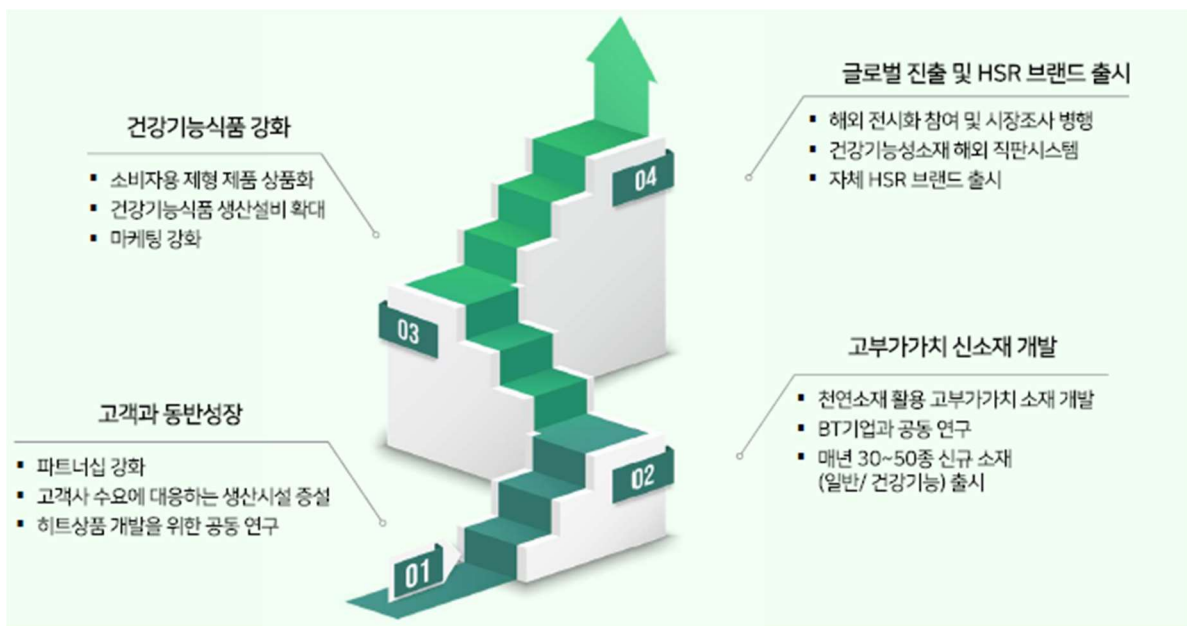 글로벌 진출 및 HSR 브랜드 출시
▪ 해외 전시화 참여 및 시장조사 병행
▪ 건강기능성소재 해외 직판시스템
▪ 자체 HSR 브랜드 출시
04
건강기능식품 강화
▪ 소비자용 제형 제품 상품화
▪ 건강기능식품 생산설비 확대
▪ 마케팅 강화
03
고부가가치 신소재 개발
▪ 천연소재 활용 고부가가치 소재 개발
▪ BT기업과 공동 연구
▪ 매년 30~50종 신규 소재
(일반/ 건강기능) 출시
02
고객과 동반성장
▪ 파트너십 강화
▪ 고객사 수요에 대응하는 생산시설 증설
▪ 히트상품 개발을 위한 공동 연구
01